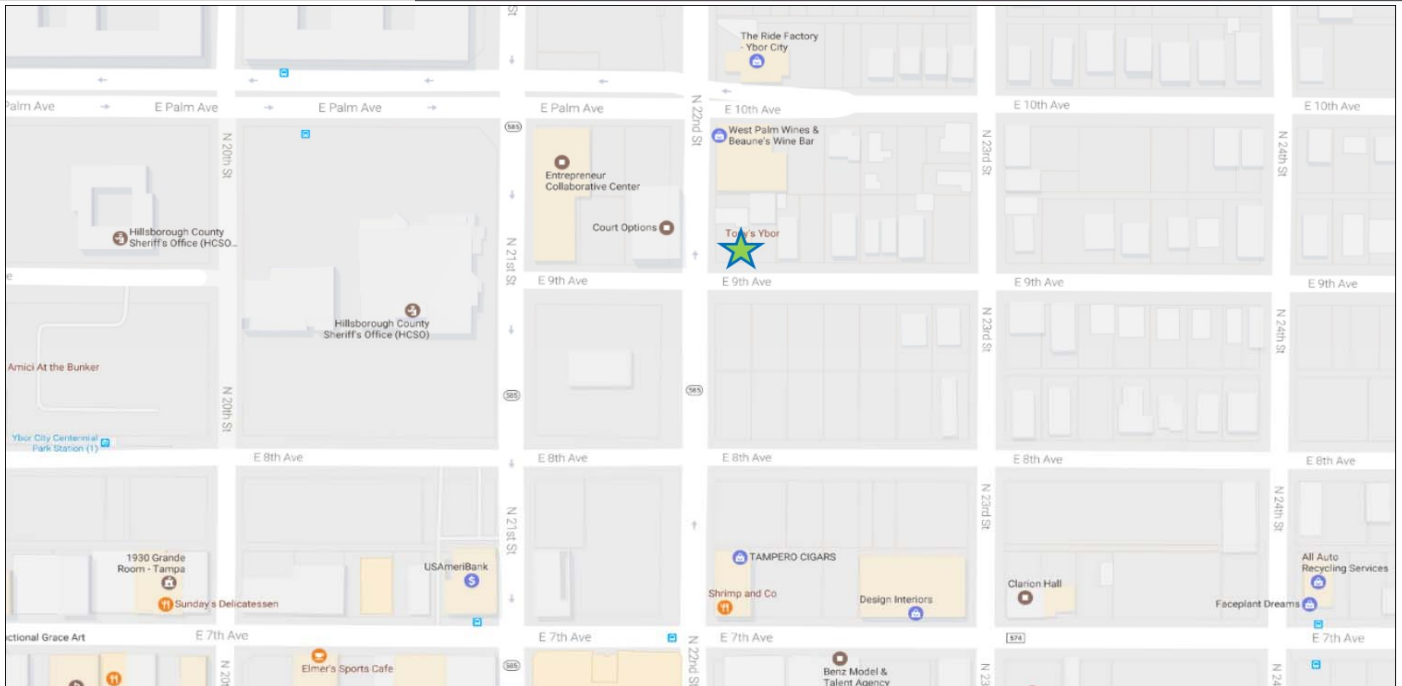 St
The Ride Factory
- Ybor City
Palm Ave
E Palm Ave
E Palm Ave
E Palm Ave
E 10th Ave
E 10th Ave
E 10th Ave
N 22nd St
585
West Palm Wines &
Beaune's Wine Bar
N 20th St
N 23rd St
N 24th St
Entrepreneur
Collaborative Center
Court Options
Hillsborough County
Sheriff's Office (HCSO...
N 21st St
e
E 9th Ave
E 9th Ave
E 9th Ave
E 9th Ave
Hillsborough County
Sheriff's Office (HCSO)
N 23rd St
N 24th St
Amici At the Bunker
585
585
N 20th St
Ybor City Centennial
Park Station (1)
E 8th Ave
E 8th Ave
E 8th Ave
E 8th Ave
E 8th Ave
N 21st St
N 23rd St
N 24th St
1930 Grande
Room - Tampa
USAmeriBank
$
TAMPERO CIGARS
All Auto
Recycling Services
Sunday's Delicatessen
Shrimp and Co
Design Interiors
Clarion Hall
Faceplant Dreams
ctional Grace Art
E 7th Ave
E 7th Ave
E 7th Ave
574
E 7th Ave
N 20t
Elmer's Sports Cafe
585
N 22nd S
Benz Model &
Talent Agency
N 23
N 24